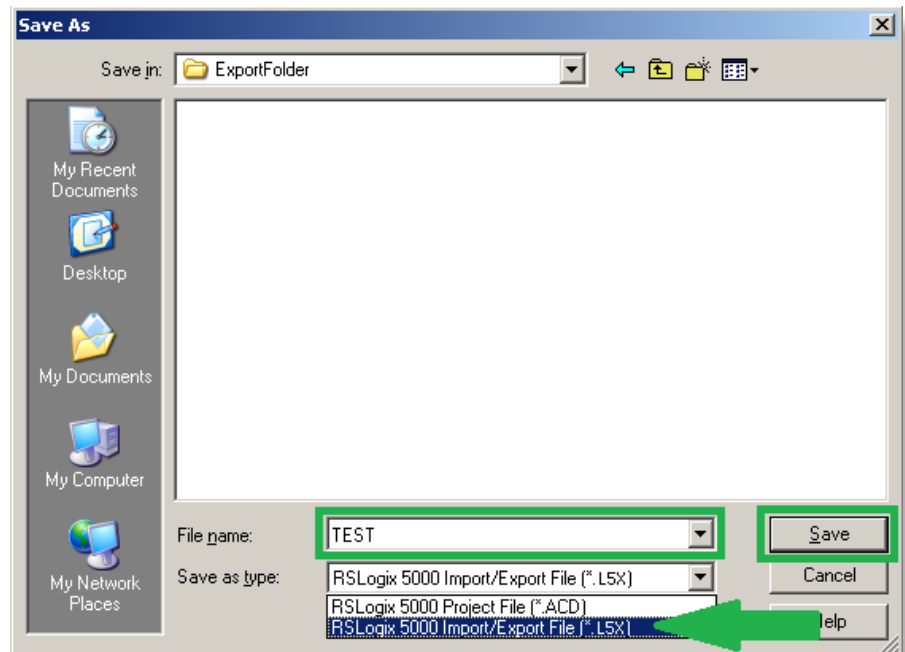 Save As
Save in:
ExportFolder
My Recent
Documents
Desktop
My Documents
My Computer
My Network
Places
File name:
TEST
Save
Save as type:
RSLogix 5000 Import/Export File (*.L5X)
Cancel
RSLogix 5000 Project File (*.ACD)
RSLogix 5000 Import/Export File (*.L5X)